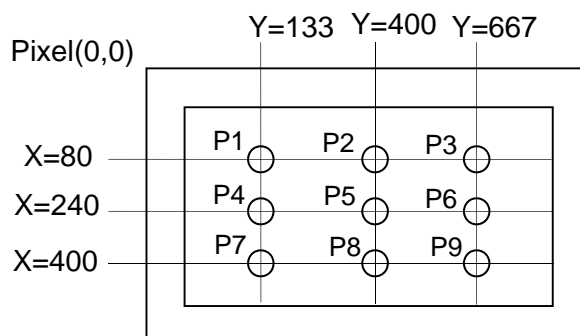 Y=133 Y=400 Y=667
Pixel(0,0)
X=80 P1 P2 P3
X=240 P4 P5 P6
X=400 P7 P8 P9